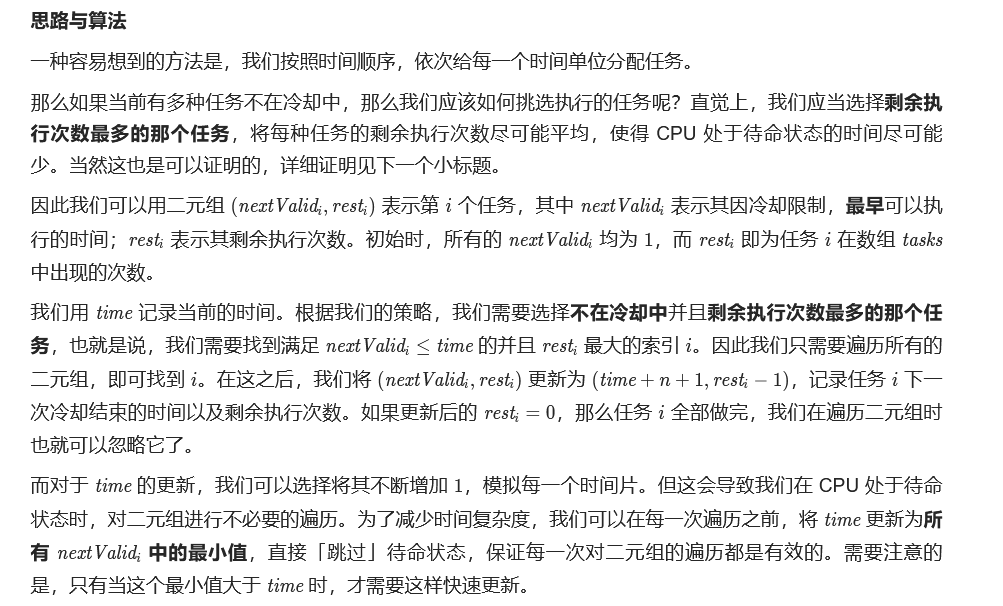 思路与算法
一种容易想到的方法是，我们按照时间顺序，依次给每一个时间单位分配任务。
那么如果当前有多种任务不在冷却中，那么我们应该如何挑选执行的任务呢？直觉上，我们应当选择剩余执
行次数最多的那个任务，将每种任务的剩余执行次数尽可能平均，使得 CPU 处于待命状态的时间尽可能
少。当然这也是可以证明的，详细证明见下一个小标题。
因此我们可以用二元组 (nextValidᵢ, restᵢ) 表示第 i 个任务，其中 nextValidᵢ 表示其因冷却限制，最早可以执
行的时间；restᵢ 表示其剩余执行次数。初始时，所有的 nextValidᵢ 均为 1，而 restᵢ 即为任务 i 在数组 tasks
中出现的次数。
我们用 time 记录当前的时间。根据我们的策略，我们需要选择不在冷却中并且剩余执行次数最多的那个任
务，也就是说，我们需要找到满足 nextValidᵢ ≤ time 的并且 restᵢ 最大的索引 i。因此我们只需要遍历所有的
二元组，即可找到 i。在这之后，我们将 (nextValidᵢ, restᵢ) 更新为 (time + n + 1, restᵢ − 1)，记录任务 i 下一
次冷却结束的时间以及剩余执行次数。如果更新后的 restᵢ = 0，那么任务 i 全部做完，我们在遍历二元组时
也就可以忽略它了。
而对于 time 的更新，我们可以选择将其不断增加 1，模拟每一个时间片。但这会导致我们在 CPU 处于待命
状态时，对二元组进行不必要的遍历。为了减少时间复杂度，我们可以在每一次遍历之前，将 time 更新为所
有 nextValidᵢ 中的最小值，直接「跳过」待命状态，保证每一次对二元组的遍历都是有效的。需要注意的
是，只有当这个最小值大于 time 时，才需要这样快速更新。